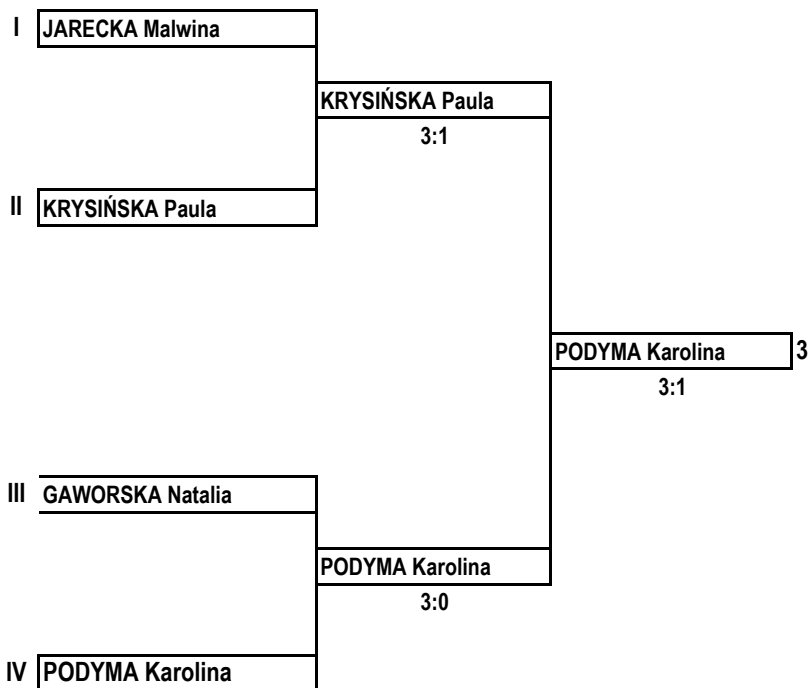 I JARECKA Malwina
KRYSIŃSKA Paula
3:1
II KRYSIŃSKA Paula
PODYMA Karolina 3
3:1
III GAWORSKA Natalia
PODYMA Karolina
3:0
IV PODYMA Karolina